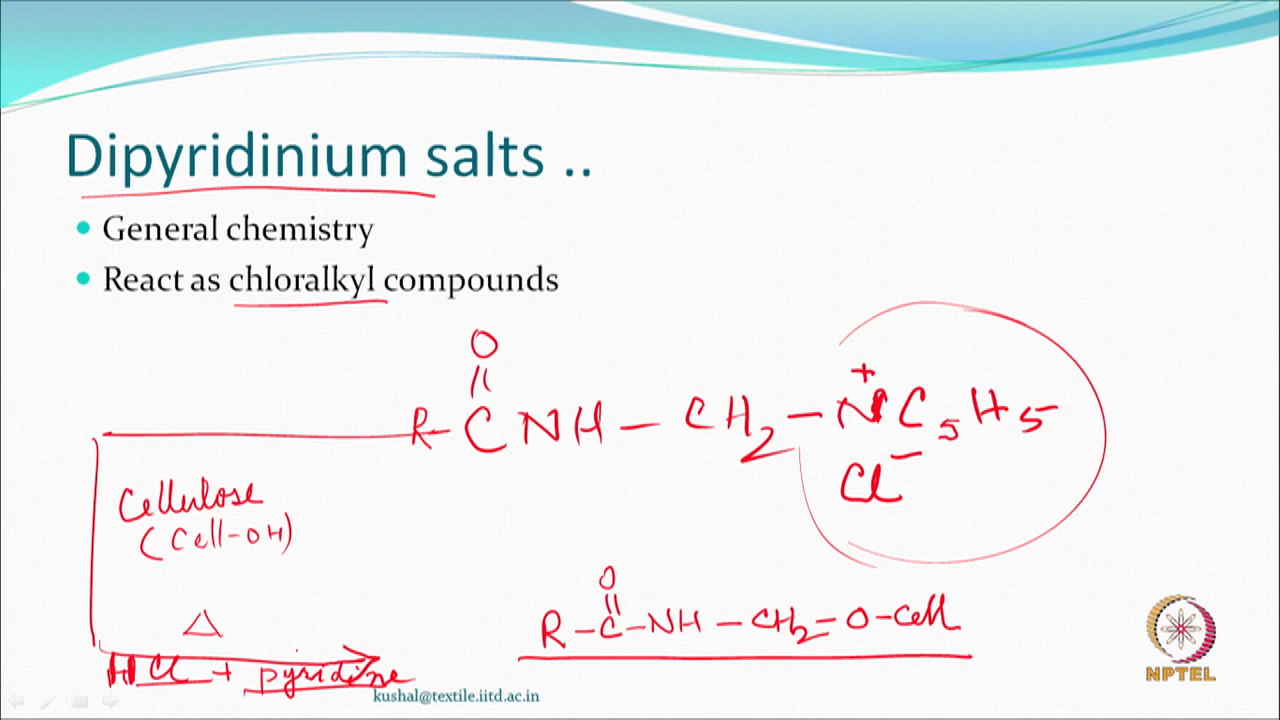 Dipyridinium salts ..
General chemistry
React as chloralkyl compounds
O
||
R-CNH-CH2-N+C5H5
Cl-
Cellulose
(Cell-OH)
Δ
HCl + pyridine
O
||
R-C-NH-CH2-O-Cell
kushal@textile.iitd.ac.in
NPTEL